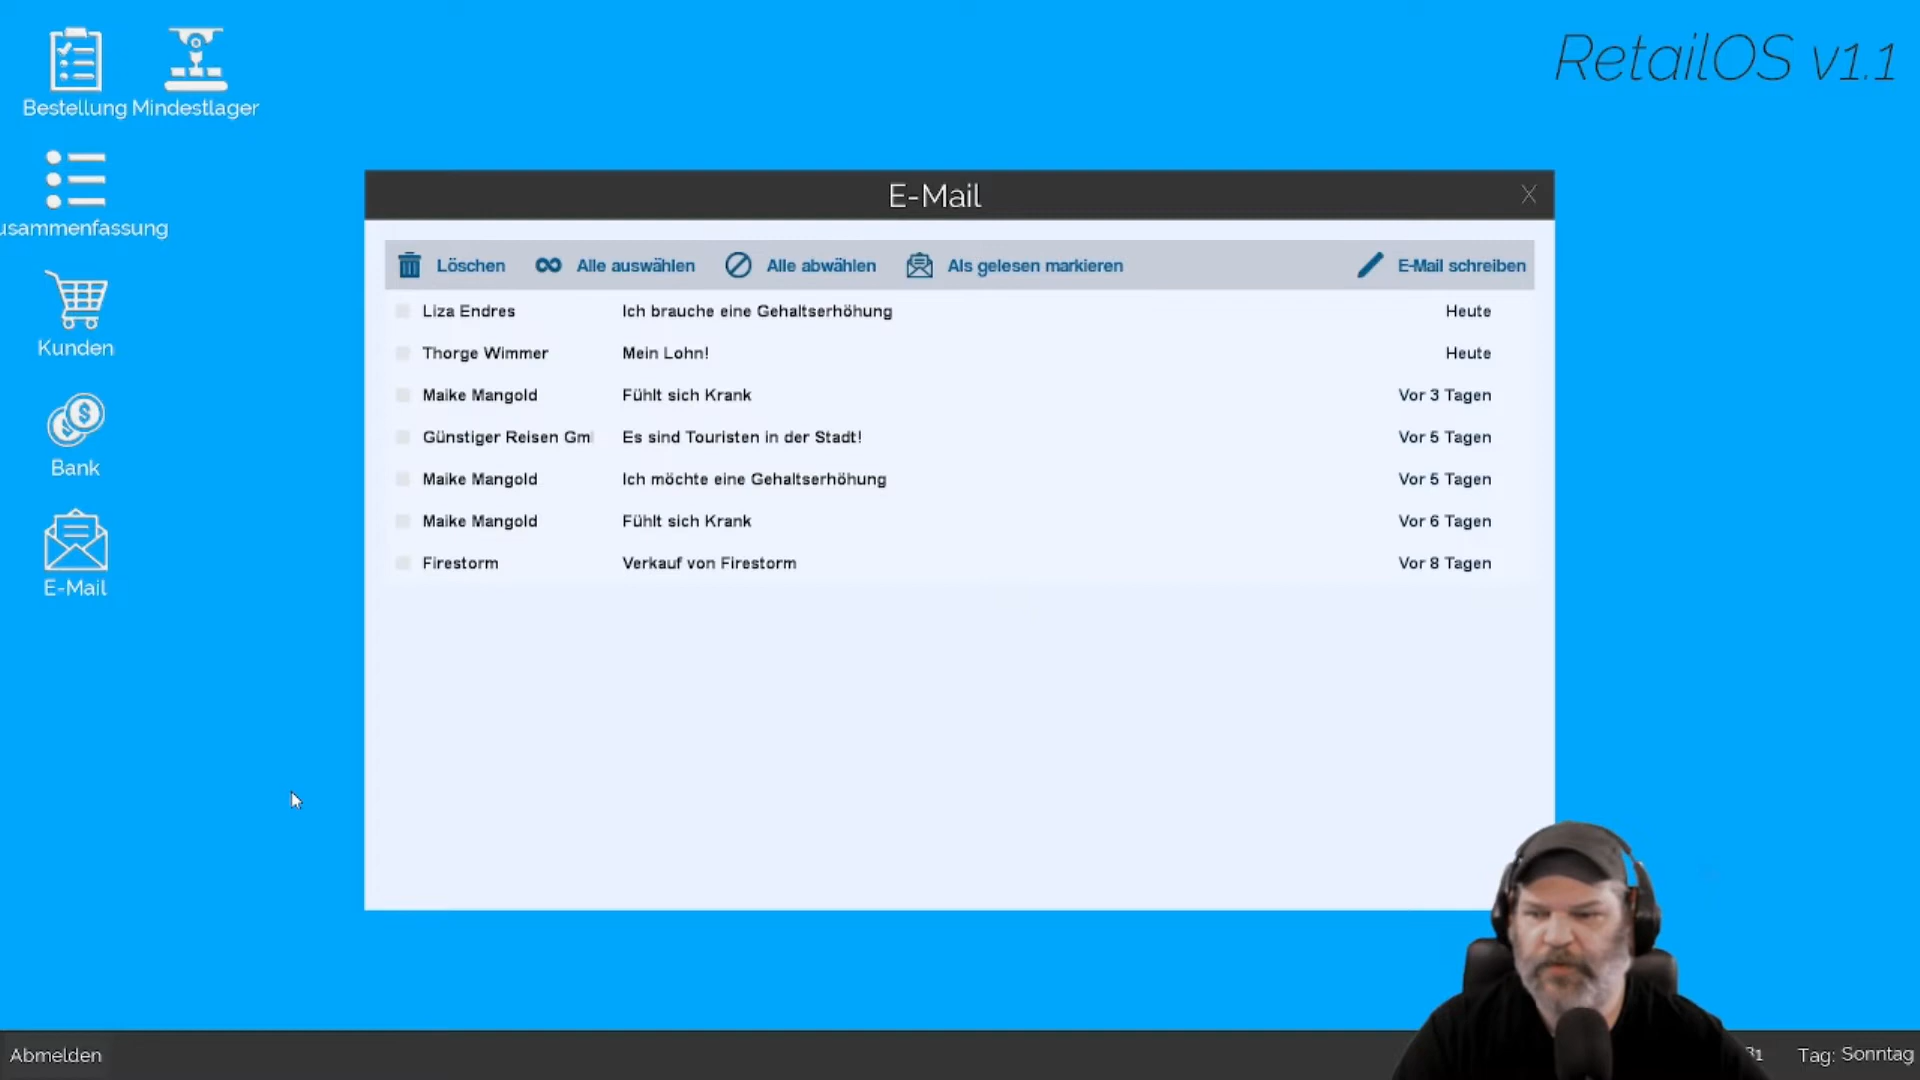 RetailOS v1.1
Bestellung
Mindestlager
usammenfassung
Kunden
Bank
E-Mail
E-Mail X
Löschen Alle auswählen Alle abwählen Als gelesen markieren E-Mail schreiben
Liza Endres Ich brauche eine Gehaltserhöhung Heute
Thorge Wimmer Mein Lohn! Heute
Maike Mangold Fühlt sich Krank Vor 3 Tagen
Günstiger Reisen Gm Es sind Touristen in der Stadt! Vor 5 Tagen
Maike Mangold Ich möchte eine Gehaltserhöhung Vor 5 Tagen
Maike Mangold Fühlt sich Krank Vor 6 Tagen
Firestorm Verkauf von Firestorm Vor 8 Tagen
Abmelden Tag: Sonntag